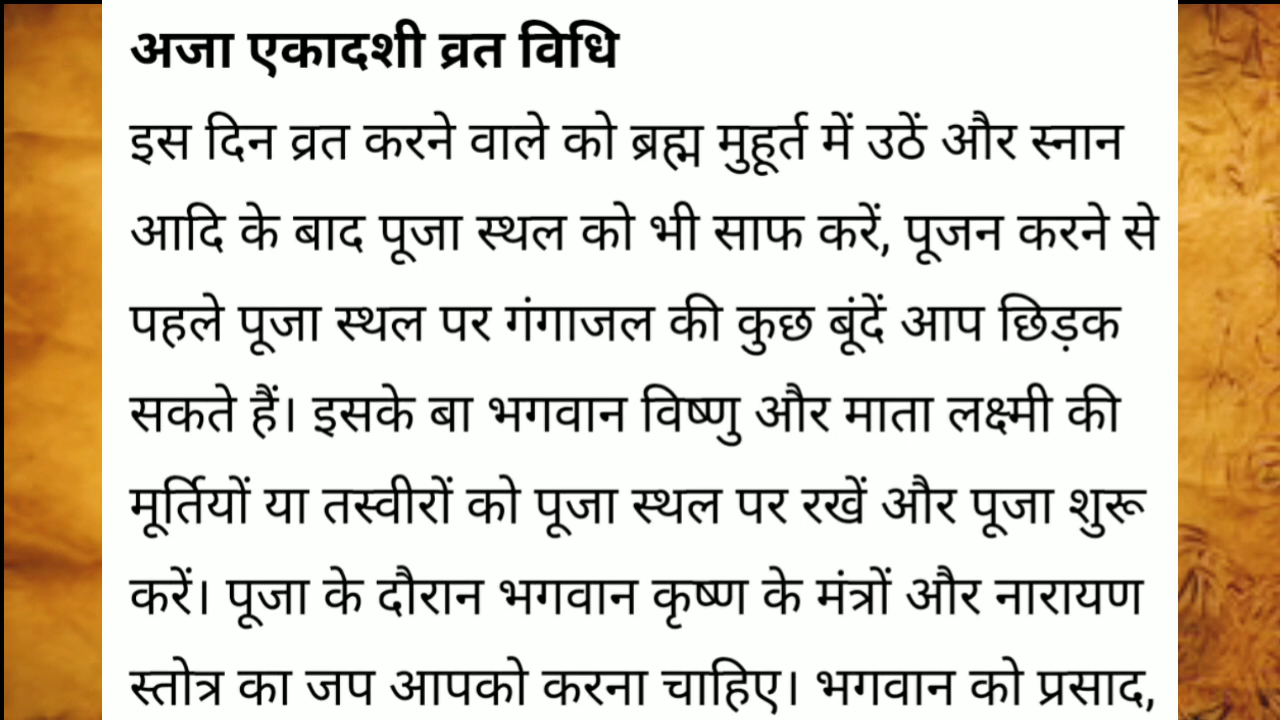 अजा एकादशी व्रत विधि
इस दिन व्रत करने वाले को ब्रह्म मुहूर्त में उठें और स्नान
आदि के बाद पूजा स्थल को भी साफ करें, पूजन करने से
पहले पूजा स्थल पर गंगाजल की कुछ बूंदें आप छिड़क
सकते हैं। इसके बा भगवान विष्णु और माता लक्ष्मी की
मूर्तियों या तस्वीरों को पूजा स्थल पर रखें और पूजा शुरू
करें। पूजा के दौरान भगवान कृष्ण के मंत्रों और नारायण
स्तोत्र का जप आपको करना चाहिए। भगवान को प्रसाद,